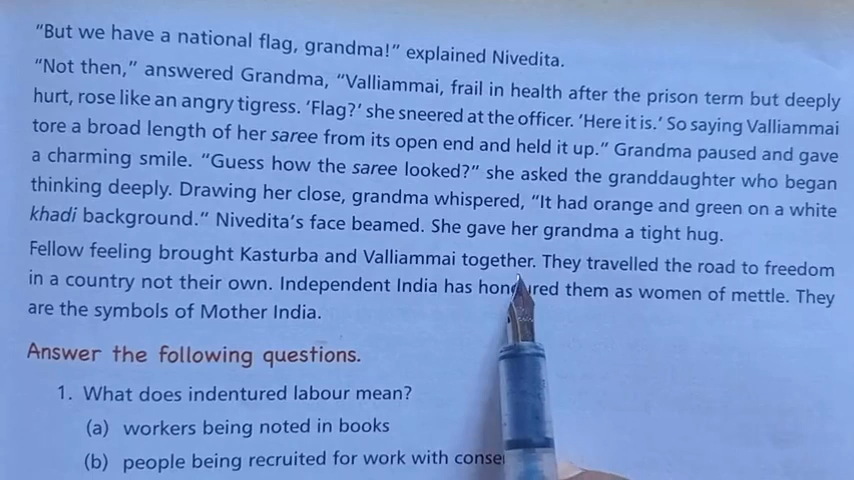 “But we have a national flag, grandma!” explained Nivedita.
“Not then,” answered Grandma, “Valliammai, frail in health after the prison term but deeply
hurt, rose like an angry tigress. ‘Flag?’ she sneered at the officer. ‘Here it is.’ So saying Valliammai
tore a broad length of her saree from its open end and held it up.” Grandma paused and gave
a charming smile. “Guess how the saree looked?” she asked the granddaughter who began
thinking deeply. Drawing her close, grandma whispered, “It had orange and green on a white
khadi background.” Nivedita’s face beamed. She gave her grandma a tight hug.
Fellow feeling brought Kasturba and Valliammai together. They travelled the road to freedom
in a country not their own. Independent India has honoured them as women of mettle. They
are the symbols of Mother India.
Answer the following questions.
1. What does indentured labour mean?
(a) workers being noted in books
(b) people being recruited for work with